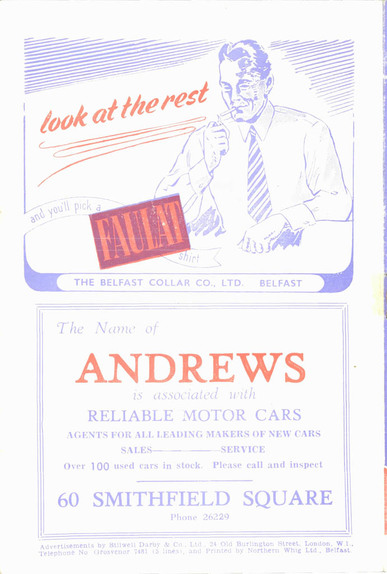 look at the rest
and you'll pick a
FAULAT
shirt
THE BELFAST COLLAR CO., LTD. BELFAST
The Name of
ANDREWS
is associated with
RELIABLE MOTOR CARS
AGENTS FOR ALL LEADING MAKERS OF NEW CARS
SALES———SERVICE
Over 100 used cars in stock. Please call and inspect
60 SMITHFIELD SQUARE
Phone 26229
Advertisements by Stilwell Darby & Co., Ltd. 24 Old Burlington Street, London, W 1.,
Telephone No. Grosvenor 7481 (5 lines), and Printed by Northern Whig Ltd., Belfast.